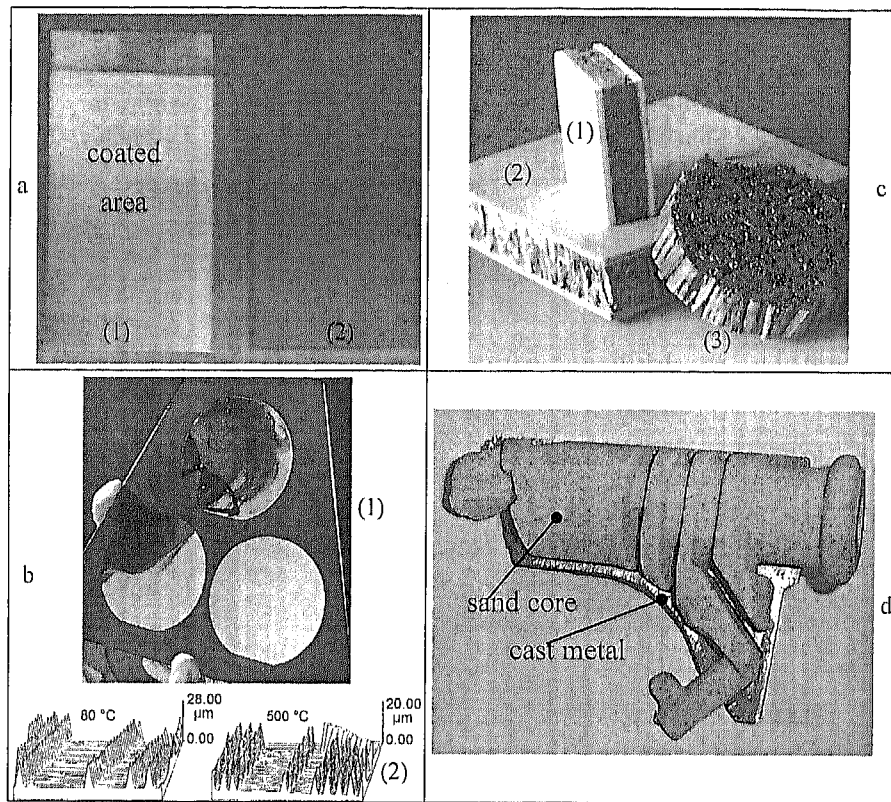 a
coated
area
(1)
(2)
c
(1)
(2)
(3)
b
(1)
80 °C
28.00
μm
0.00
500 °C
20.00
μm
0.00
(2)
d
sand core
cast metal